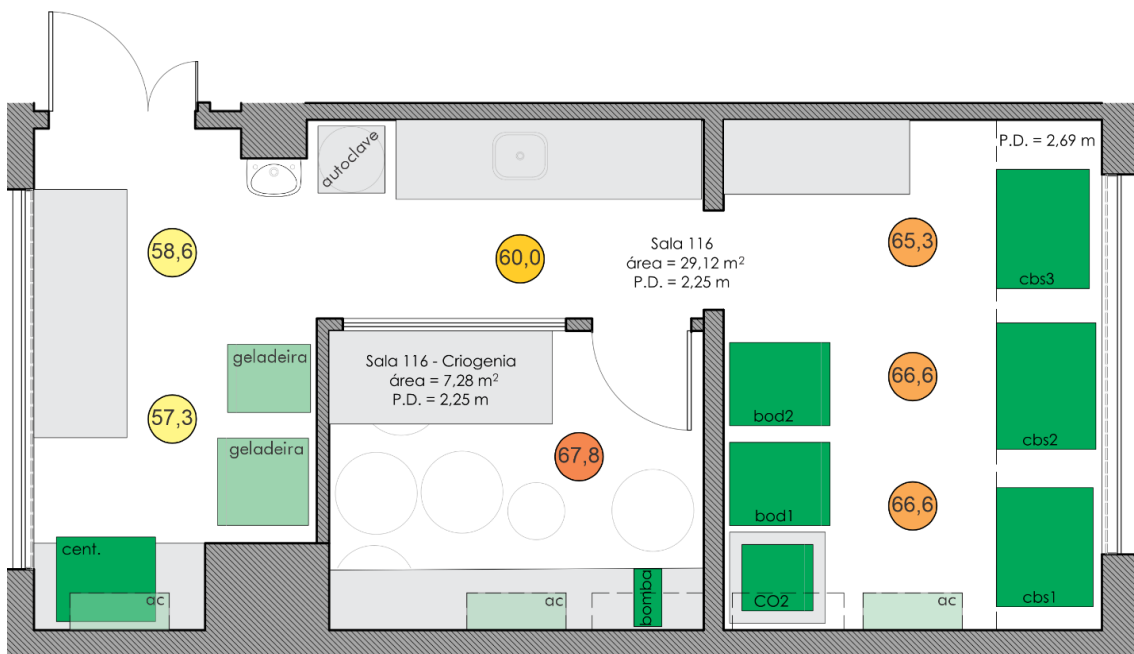 autoclave
P.D. = 2,69 m
58,6
60,0
Sala 116
área = 29,12 m²
P.D. = 2,25 m
65,3
cbs3
geladeira
Sala 116 - Criogenia
área = 7,28 m²
P.D. = 2,25 m
66,6
bod2
cbs2
57,3
geladeira
67,8
66,6
bod1
cent.
ac
ac
bomba
CO2
ac
cbs1